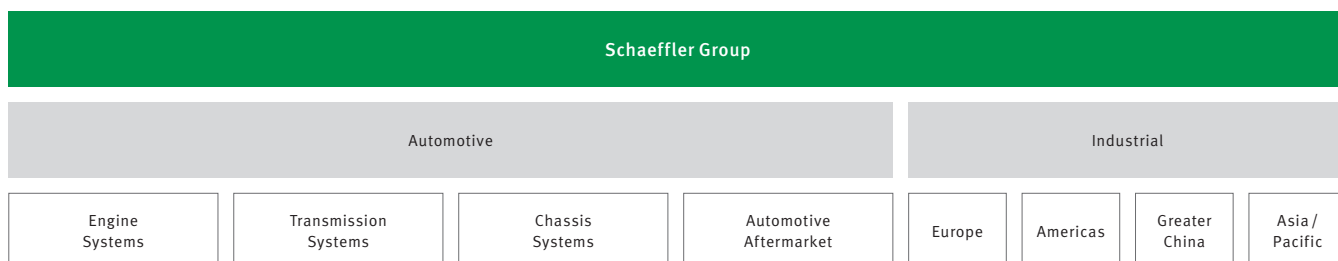 Schaeffler Group
Automotive
Industrial
Engine
Systems
Transmission
Systems
Chassis
Systems
Automotive
Aftermarket
Europe
Americas
Greater
China
Asia /
Pacific